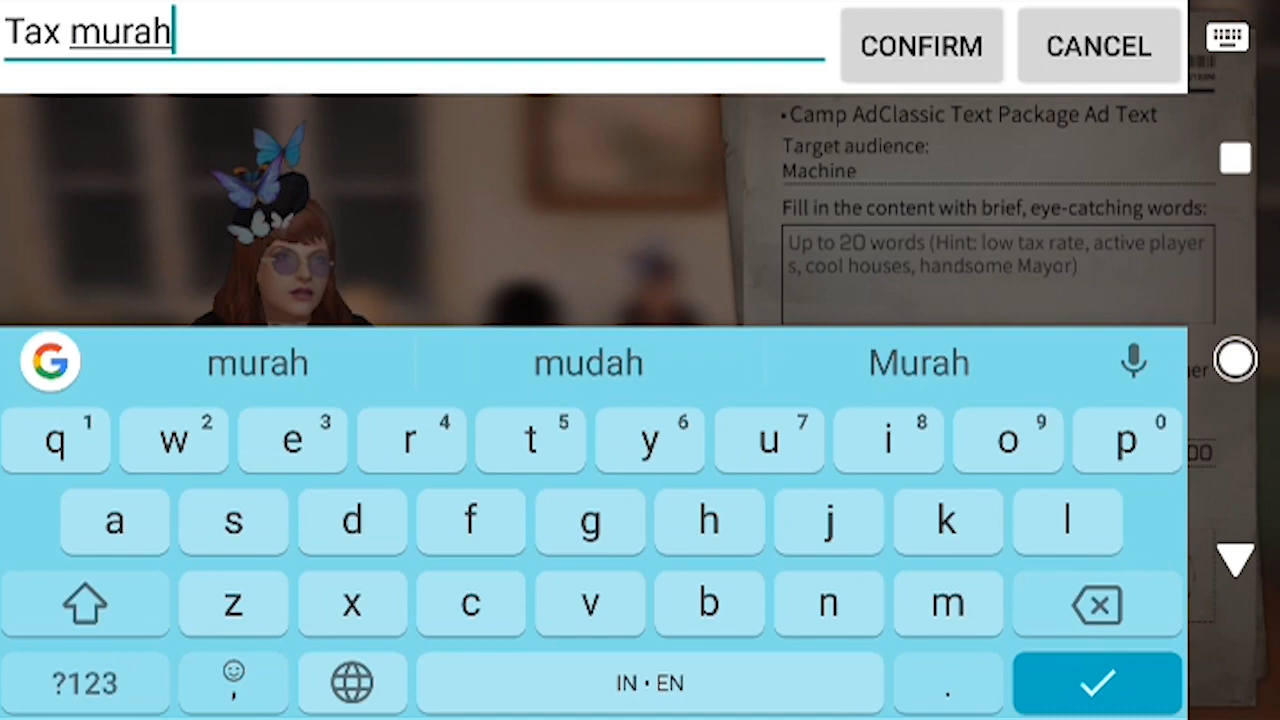 Tax murah
CONFIRM
CANCEL
• Camp AdClassic Text Package Ad Text
Target audience:
Machine
Fill in the content with brief, eye-catching words:
Up to 20 words (Hint: low tax rate, active player
s, cool houses, handsome Mayor)
murah mudah Murah
q 1 w 2 e 3 r 4 t 5 y 6 u 7 i 8 o 9 p 0
a s d f g h j k l
z x c v b n m
?123 , IN • EN .